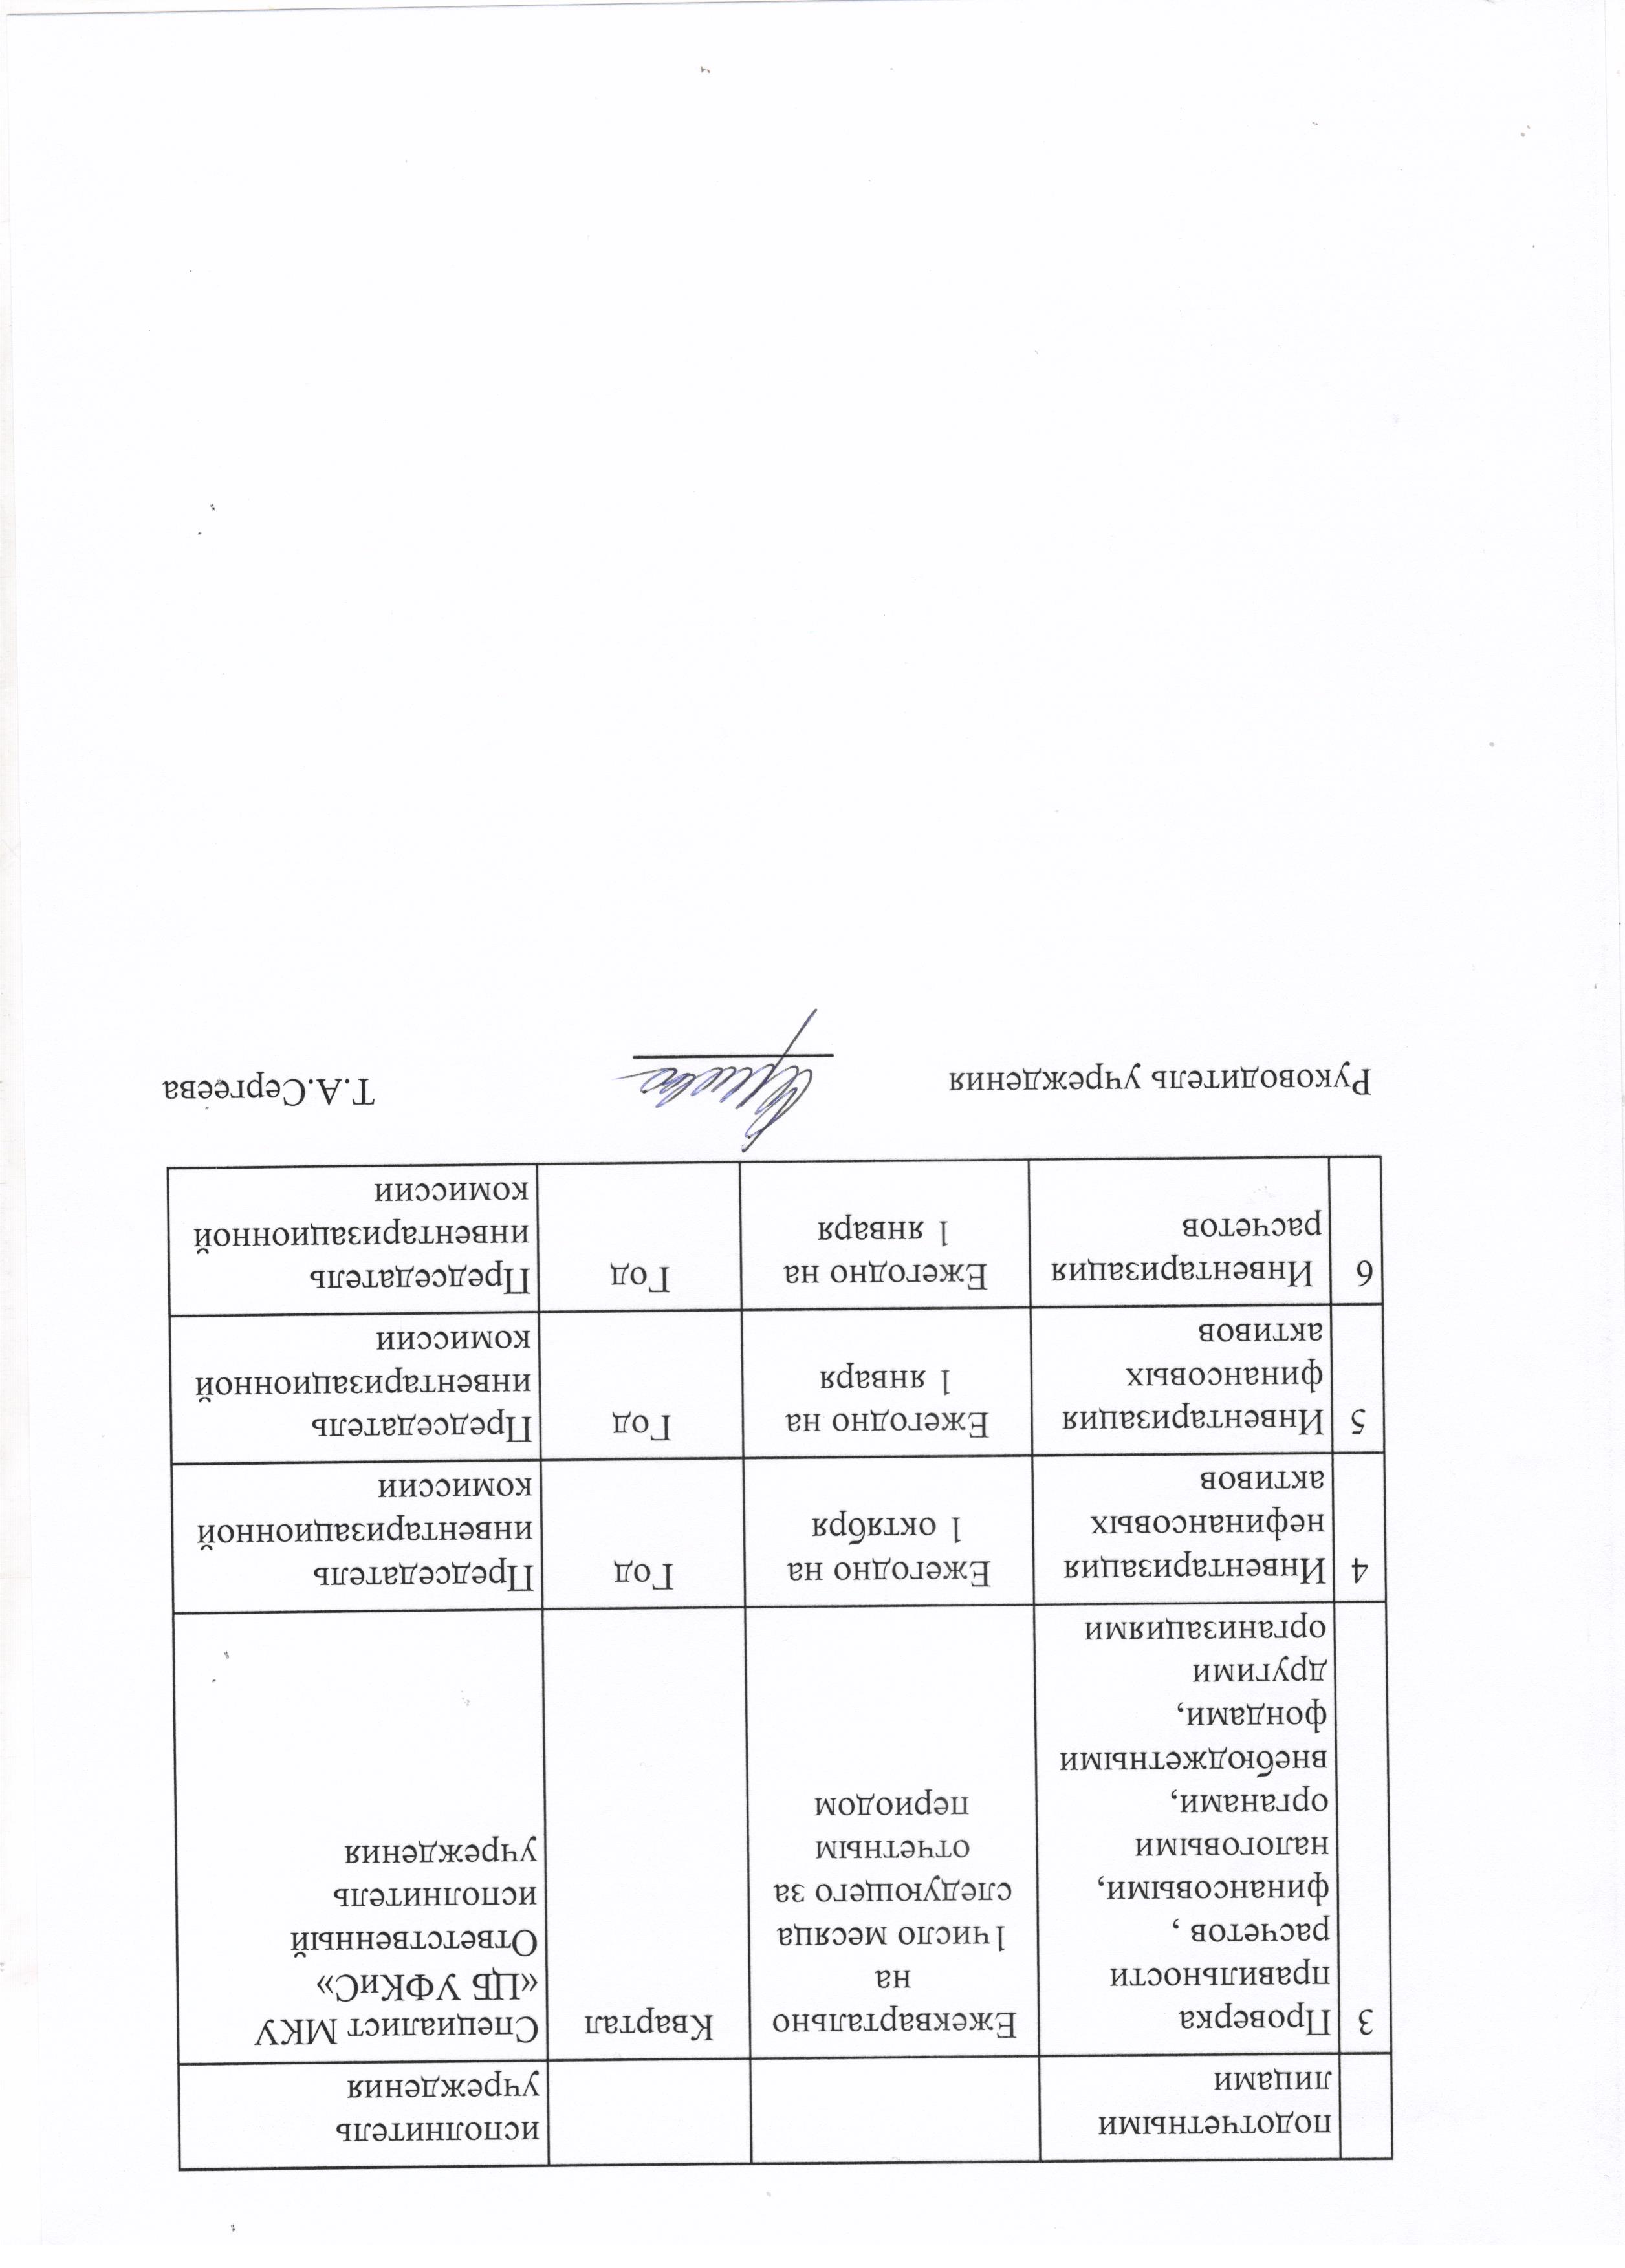 подотчетными
лицами
исполнитель
учреждения
3
Проверка
правильности
расчетов ,
финансовыми,
налоговыми
органами,
внебюджетными
фондами,
другими
организациями
Ежеквартально
на
1число месяца
следующего за
отчетным
периодом
Квартал
Специалист МКУ
«ЦБ УФКиС»
Ответственный
исполнитель
учреждения
4
Инвентаризация
нефинансовых
активов
Ежегодно на
1 октября
Год
Председатель
инвентаризационной
комиссии
5
Инвентаризация
финансовых
активов
Ежегодно на
1 января
Год
Председатель
инвентаризационной
комиссии
6
Инвентаризация
расчетов
Ежегодно на
1 января
Год
Председатель
инвентаризационной
комиссии
Руководитель учреждения
Т.А.Сергеева